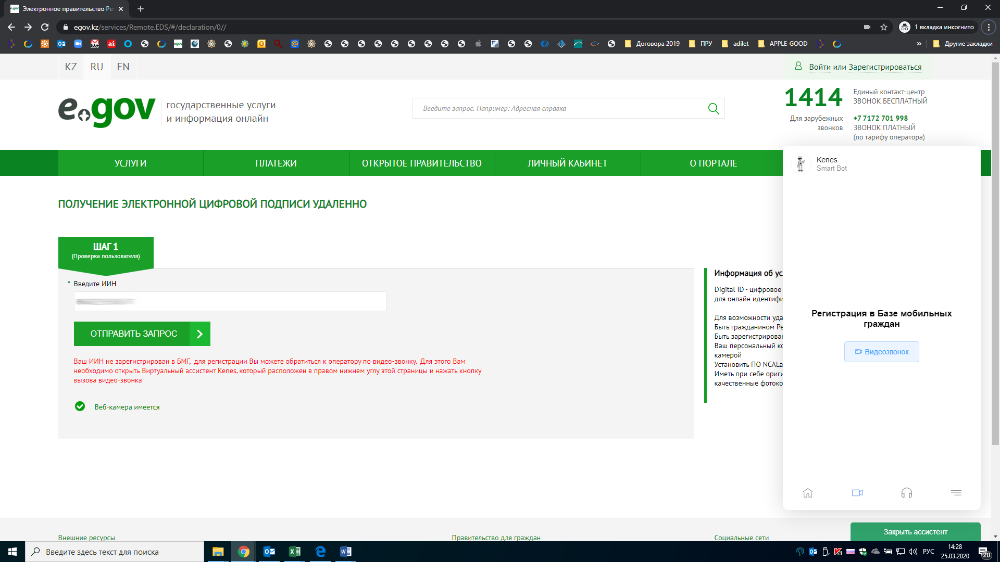 Электронное правительство Ре
egov.kz/services/Remote.EDS/#/declaration/0//
1 вкладка инкогнито
Договора 2019
ПРУ
adilet
APPLE-GOOD
»
Другие закладки
KZ RU EN
Войти или Зарегистрироваться
e.gov
государственные услуги
и информация онлайн
Введите запрос. Например: Адресная справка
1414
Единый контакт-центр
ЗВОНОК БЕСПЛАТНЫЙ
Для зарубежных
звонков
+7 7172 701 998
ЗВОНОК ПЛАТНЫЙ
(по тарифу оператора)
УСЛУГИ ПЛАТЕЖИ ОТКРЫТОЕ ПРАВИТЕЛЬСТВО ЛИЧНЫЙ КАБИНЕТ О ПОРТАЛЕ
ПОЛУЧЕНИЕ ЭЛЕКТРОННОЙ ЦИФРОВОЙ ПОДПИСИ УДАЛЕННО
ШАГ 1
(Проверка пользователя)
* Введите ИИН
ОТПРАВИТЬ ЗАПРОС
Ваш ИИН не зарегистрирован в БМГ, для регистрации Вы можете обратиться к оператору по видео-звонку. Для этого Вам
необходимо открыть Виртуальный ассистент Kenes, который расположен в правом нижнем углу этой страницы и нажать кнопку
вызова видео-звонка
Веб-камера имеется
Информация об ус
Digital ID - цифровое
для онлайн идентифи
Для возможности уда
Быть гражданином Ре
Быть зарегистрирован
Ваш персональный ко
камерой
Установить ПО NCALa
Иметь при себе ориги
качественные фотоко
Kenes
Smart Bot
Регистрация в Базе мобильных
граждан
Видеозвонок
Закрыть ассистент
Внешние ресурсы
Правительство для граждан
Социальные сети
Введите здесь текст для поиска
РУС
14:28
25.03.2020
20